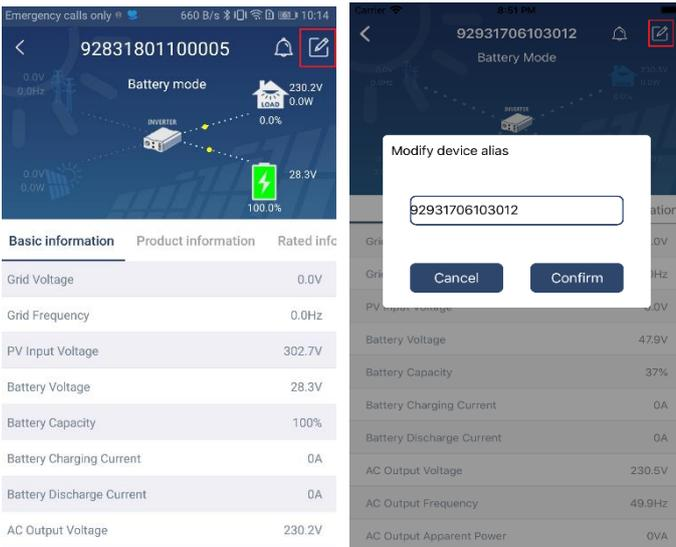 Emergency calls only
660 B/s 10:14
92831801100005
0.0V
0.0Hz
Battery mode
230.2V
LOAD 0.0W
INVERTER
0.0%
0.0V
0.0W
28.3V
100.0%
Basic information Product information Rated info
Grid Voltage 0.0V
Grid Frequency 0.0Hz
PV Input Voltage 302.7V
Battery Voltage 28.3V
Battery Capacity 100%
Battery Charging Current 0A
Battery Discharge Current 0A
AC Output Voltage 230.2V
Carrier 8:51 PM
92931706103012
Battery Mode
0.0Hz
INVERTER
Modify device alias
92931706103012
Cancel Confirm
PV Input Voltage 0.0V
Battery Voltage 47.9V
Battery Capacity 37%
Battery Charging Current 0A
Battery Discharge Current 0A
AC Output Voltage 230.5V
AC Output Frequency 49.9Hz
AC Output Apparent Power 0VA